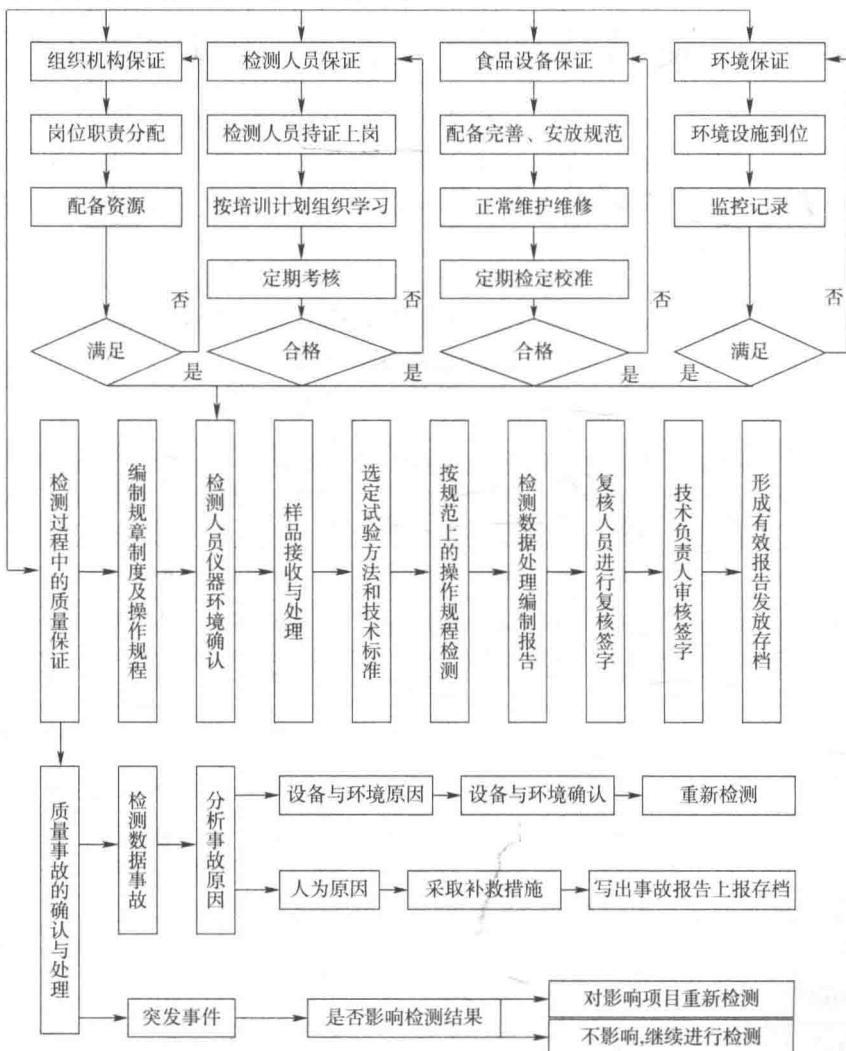 组织机构保证
检测人员保证
食品设备保证
环境保证
岗位职责分配
检测人员持证上岗
配备完善、安放规范
环境设施到位
配备资源
按培训计划组织学习
正常维护维修
监控记录
定期考核
定期检定校准
否
否
否
否
满足
合格
合格
满足
是
是
是
是
检测过程中的质量保证
编制规章制度及操作规程
检测人员仪器环境确认
样品接收与处理
选定试验方法和技术标准
按规范上的操作规程检测
检测数据处理编制报告
复核人员进行复核签字
技术负责人审核签字
形成有效报告发放存档
质量事故的确认与处理
检测数据事故
分析事故原因
设备与环境原因
设备与环境确认
重新检测
人为原因
采取补救措施
写出事故报告上报存档
突发事件
是否影响检测结果
对影响项目重新检测
不影响,继续进行检测